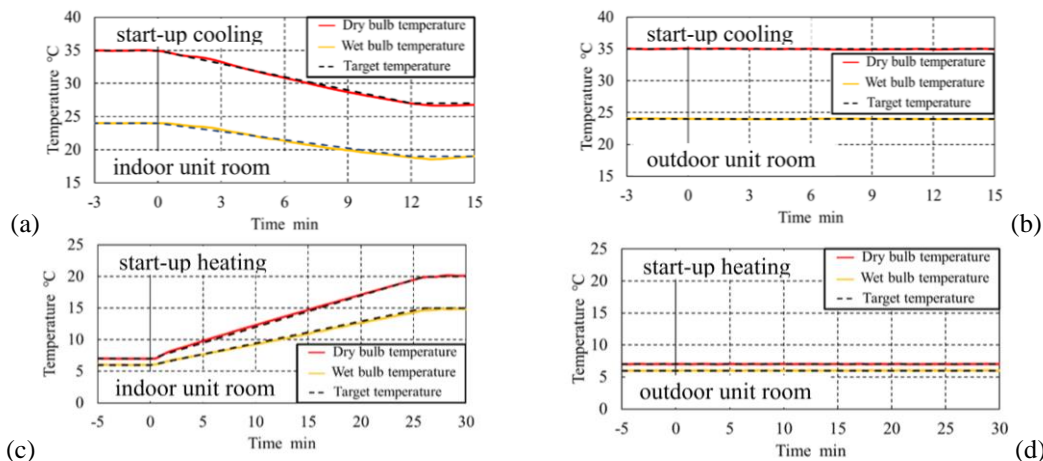 40
35
30
25
20
15
Temperature °C
start-up cooling
Dry bulb temperature
Wet bulb temperature
Target temperature
indoor unit room
-3 0 3 6 9 12 15
Time min
(a)
40
35
30
25
20
15
Temperature °C
start-up cooling
Dry bulb temperature
Wet bulb temperature
Target temperature
outdoor unit room
-3 0 3 6 9 12 15
Time min
(b)
25
20
15
10
5
0
Temperature °C
start-up heating
Dry bulb temperature
Wet bulb temperature
Target temperature
indoor unit room
-5 0 5 10 15 20 25 30
Time min
(c)
25
20
15
10
5
0
Temperature °C
start-up heating
Dry bulb temperature
Wet bulb temperature
Target temperature
outdoor unit room
-5 0 5 10 15 20 25 30
Time min
(d)